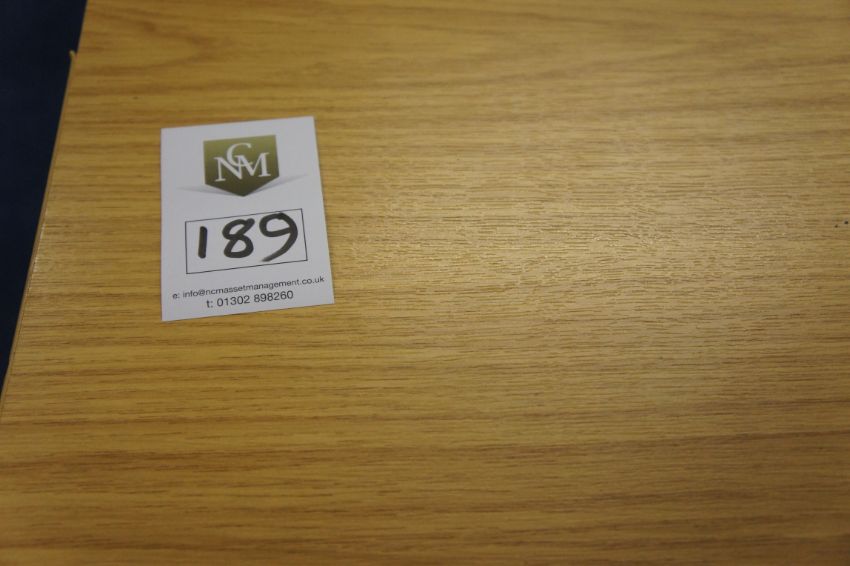 NCM
189
e: info@ncmassetmanagement.co.uk
t: 01302 898260